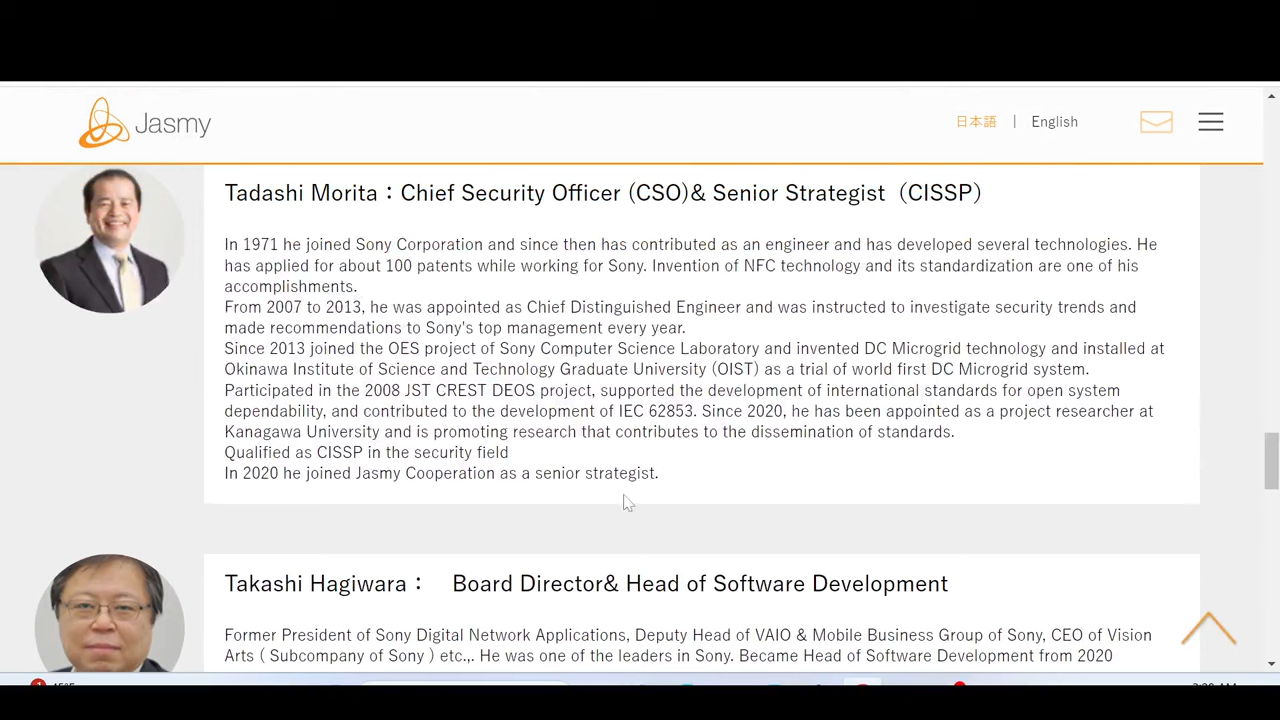 Jasmy
日本語 | English
Tadashi Morita：Chief Security Officer (CSO)& Senior Strategist（CISSP）
In 1971 he joined Sony Corporation and since then has contributed as an engineer and has developed several technologies. He
has applied for about 100 patents while working for Sony. Invention of NFC technology and its standardization are one of his
accomplishments.
From 2007 to 2013, he was appointed as Chief Distinguished Engineer and was instructed to investigate security trends and
made recommendations to Sony's top management every year.
Since 2013 joined the OES project of Sony Computer Science Laboratory and invented DC Microgrid technology and installed at
Okinawa Institute of Science and Technology Graduate University (OIST) as a trial of world first DC Microgrid system.
Participated in the 2008 JST CREST DEOS project, supported the development of international standards for open system
dependability, and contributed to the development of IEC 62853. Since 2020, he has been appointed as a project researcher at
Kanagawa University and is promoting research that contributes to the dissemination of standards.
Qualified as CISSP in the security field
In 2020 he joined Jasmy Cooperation as a senior strategist.
Takashi Hagiwara： Board Director& Head of Software Development
Former President of Sony Digital Network Applications, Deputy Head of VAIO & Mobile Business Group of Sony, CEO of Vision
Arts ( Subcompany of Sony ) etc.,. He was one of the leaders in Sony. Became Head of Software Development from 2020